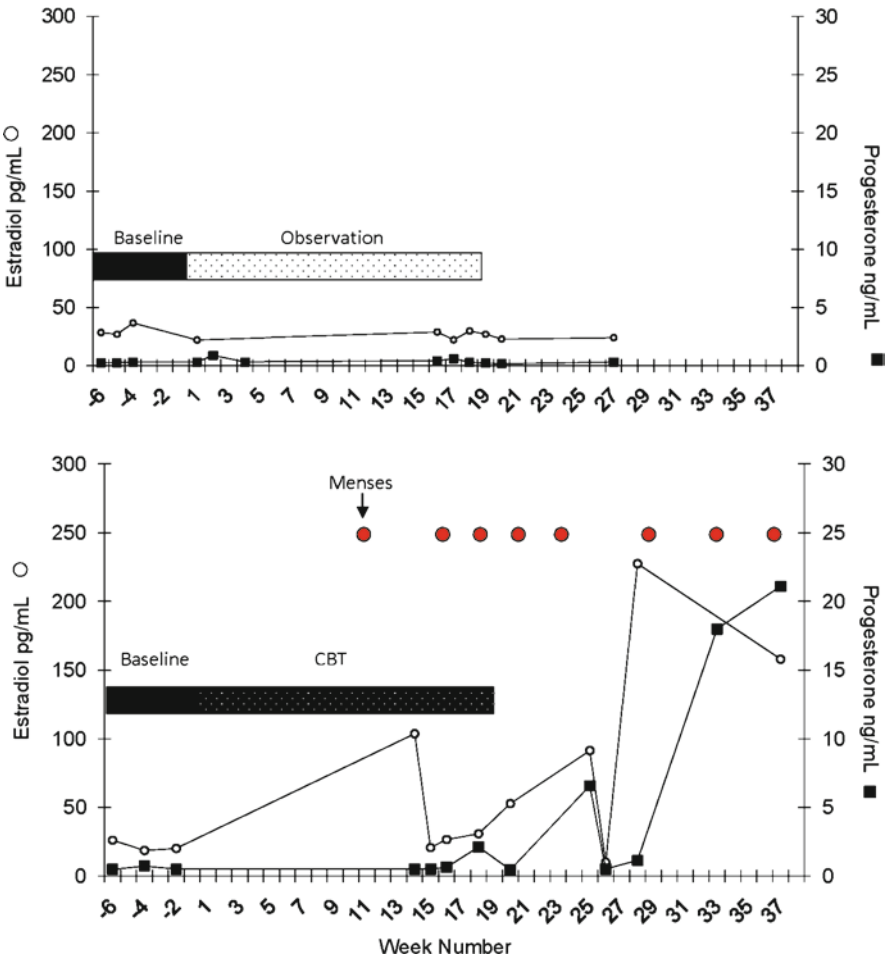 300
250
200
150
100
50
0
Estradiol pg/mL
30
25
20
15
10
5
0
Progesterone ng/mL
Baseline
Observation
-6 -4 -2 1 3 5 7 9 11 13 15 17 19 21 23 25 27 29 31 33 35 37
300
250
200
150
100
50
0
Estradiol pg/mL
30
25
20
15
10
5
0
Progesterone ng/mL
Menses
Baseline
CBT
-6 -4 -2 1 3 5 7 9 11 13 15 17 19 21 23 25 27 29 31 33 35 37
Week Number